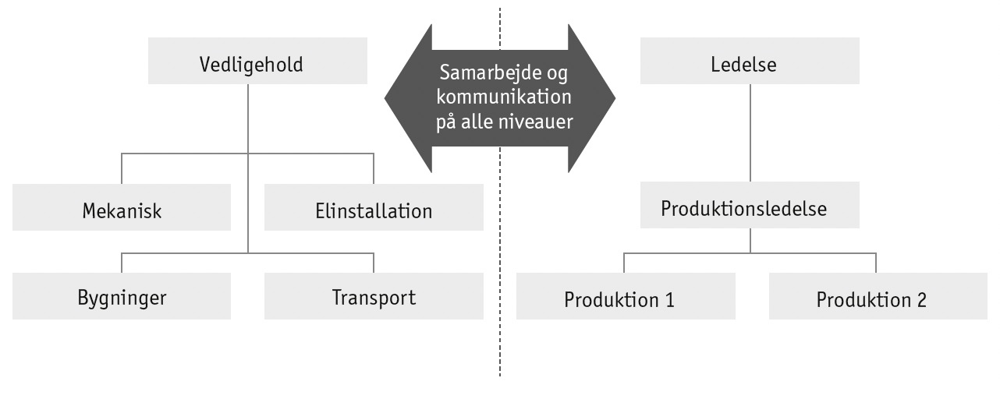 Vedligehold
Samarbejde og
kommunikation
på alle niveauer
Ledelse
Mekanisk
Elinstallation
Produktionsledelse
Bygninger
Transport
Produktion 1
Produktion 2